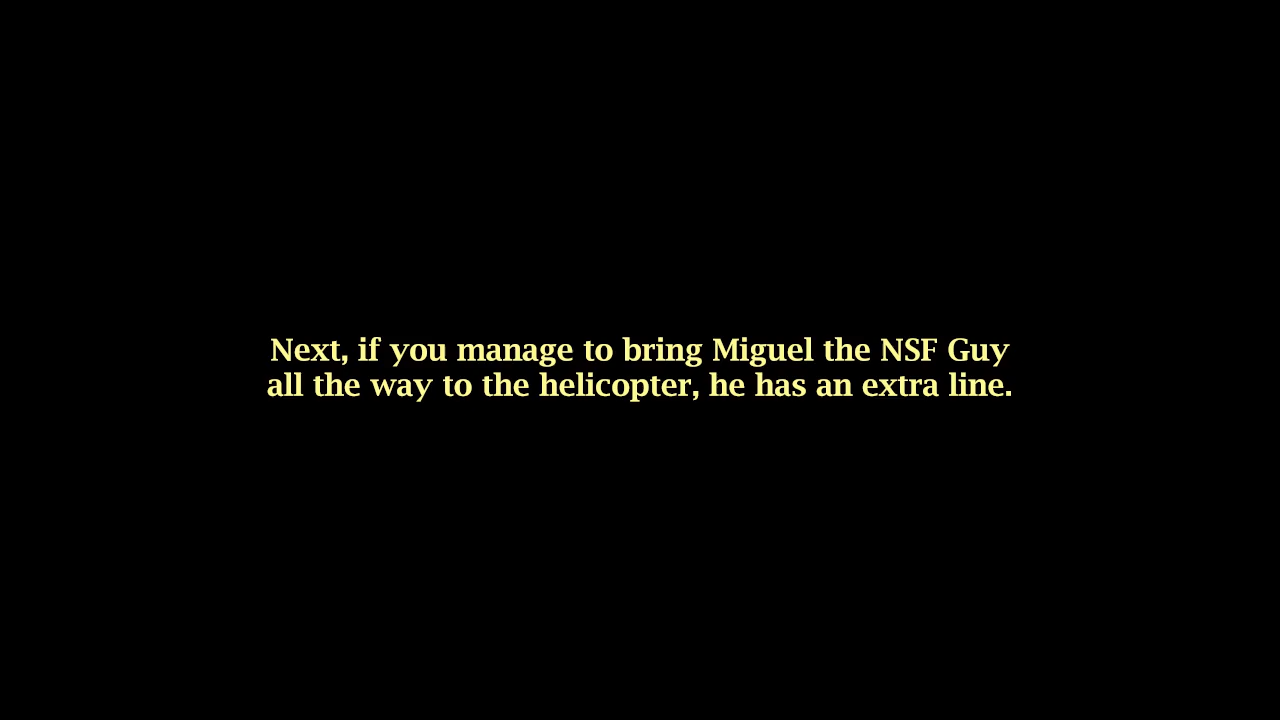 Next, if you manage to bring Miguel the NSF Guy
all the way to the helicopter, he has an extra line.